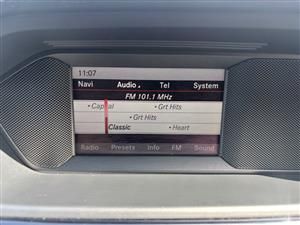 11:07
Navi Audio Tel System
FM 101.1 MHz
Capital Grt Hits
Grt Hits
Classic Heart
Radio Presets Info FM Sound